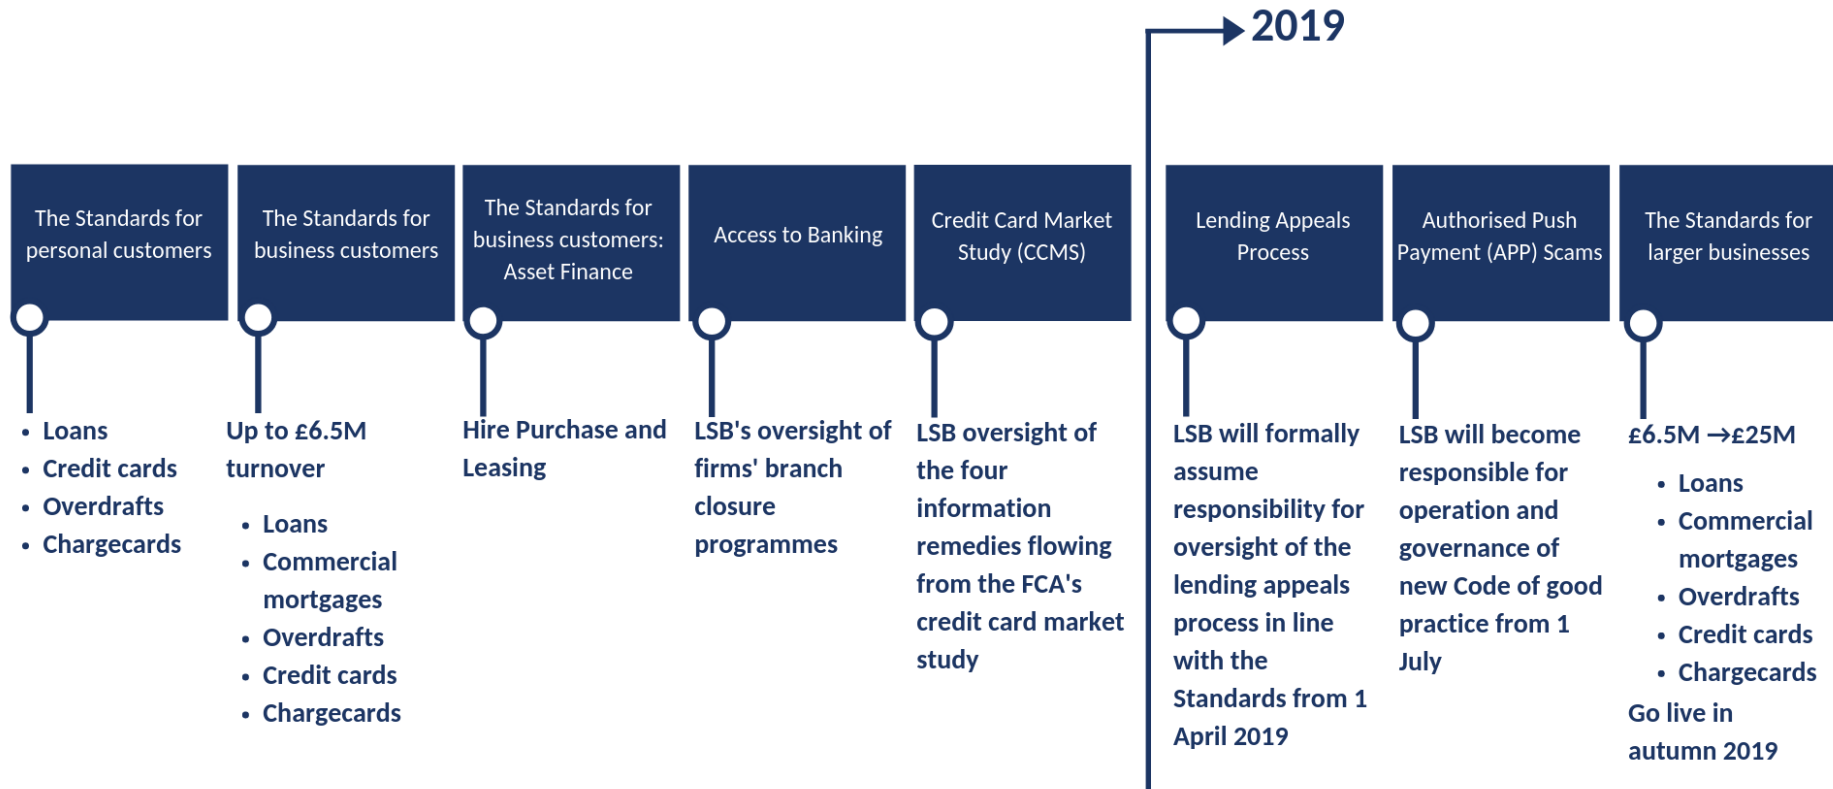 2019
The Standards for
personal customers
The Standards for
business customers
The Standards for
business customers:
Asset Finance
Access to Banking
Credit Card Market
Study (CCMS)
Lending Appeals
Process
Authorised Push
Payment (APP) Scams
The Standards for
larger businesses
• Loans
• Credit cards
• Overdrafts
• Chargecards
Up to £6.5M
turnover
• Loans
• Commercial
mortgages
• Overdrafts
• Credit cards
• Chargecards
Hire Purchase and
Leasing
LSB's oversight of
firms' branch
closure
programmes
LSB oversight of
the four
information
remedies flowing
from the FCA's
credit card market
study
LSB will formally
assume
responsibility for
oversight of the
lending appeals
process in line
with the
Standards from 1
April 2019
LSB will become
responsible for
operation and
governance of
new Code of good
practice from 1
July
£6.5M →£25M
• Loans
• Commercial
mortgages
• Overdrafts
• Credit cards
• Chargecards
Go live in
autumn 2019